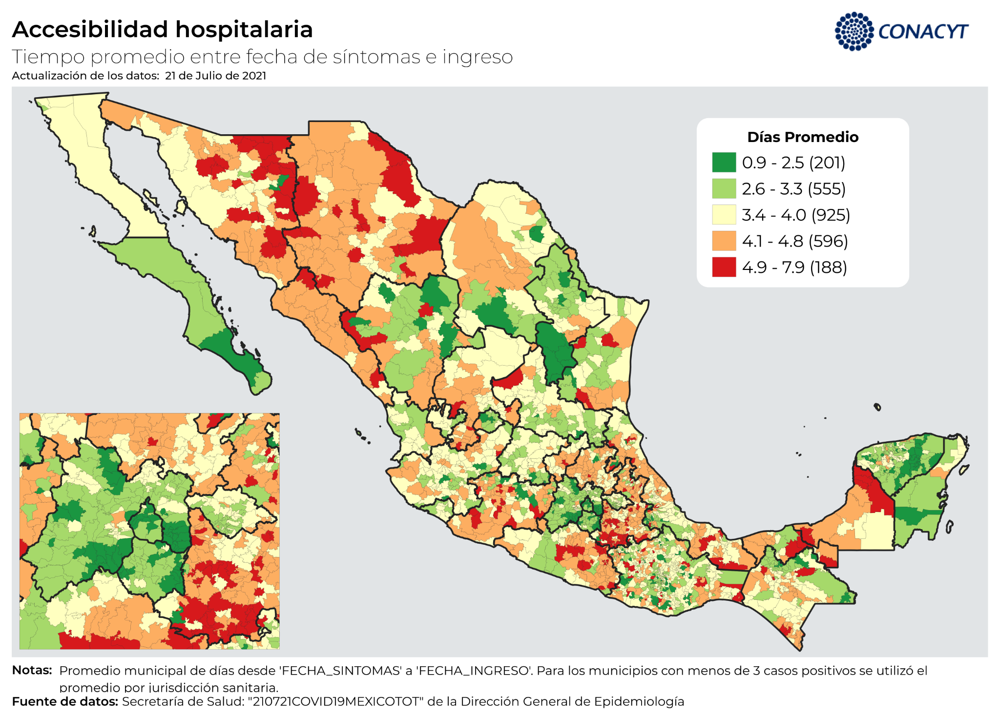 Accesibilidad hospitalaria
CONACYT
Tiempo promedio entre fecha de síntomas e ingreso
Actualización de los datos: 21 de Julio de 2021
Días Promedio
0.9 - 2.5 (201)
2.6 - 3.3 (555)
3.4 - 4.0 (925)
4.1 - 4.8 (596)
4.9 - 7.9 (188)
Notas: Promedio municipal de días desde 'FECHA_SINTOMAS' a 'FECHA_INGRESO'. Para los municipios con menos de 3 casos positivos se utilizó el
promedio por jurisdicción sanitaria.
Fuente de datos: Secretaría de Salud: "210721COVID19MEXICOTOT" de la Dirección General de Epidemiología